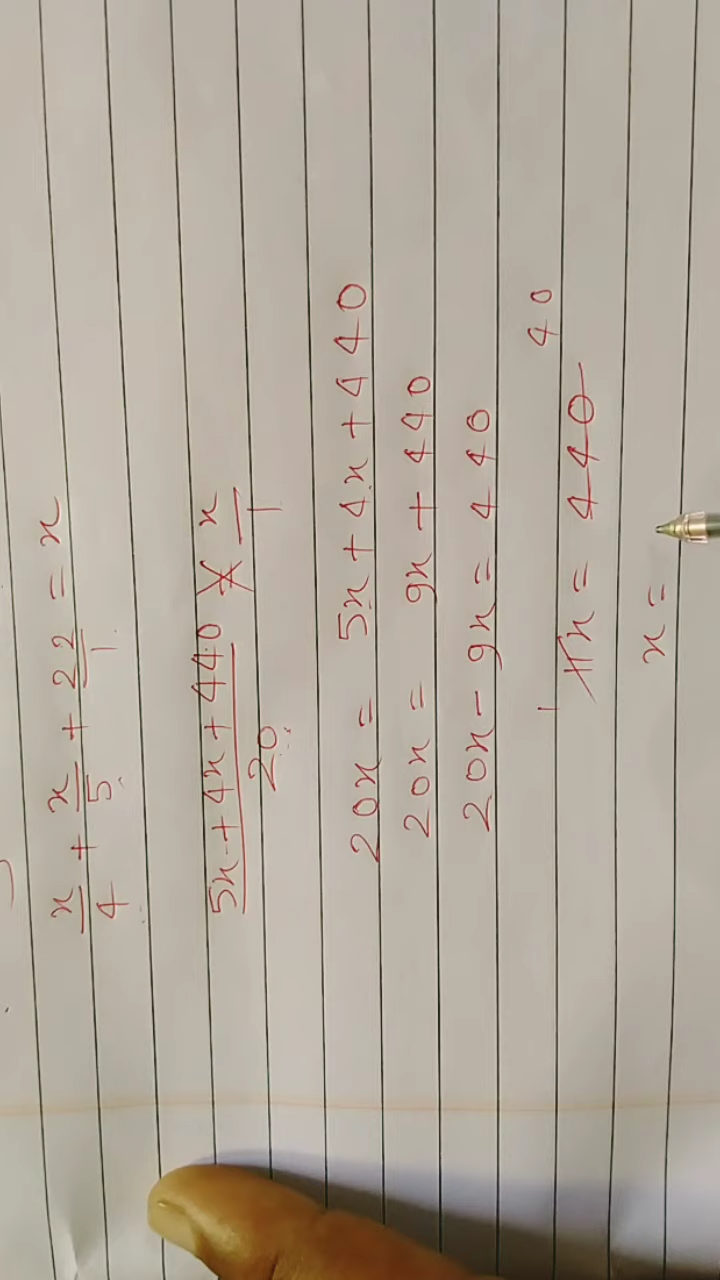 x/4 + x/5 + 22/1 = x
5x + 4x + 440/20 × x/1
20x = 5x + 4x + 440
20x = 9x + 440
20x - 9x = 440
1 40
11x = 440
x =